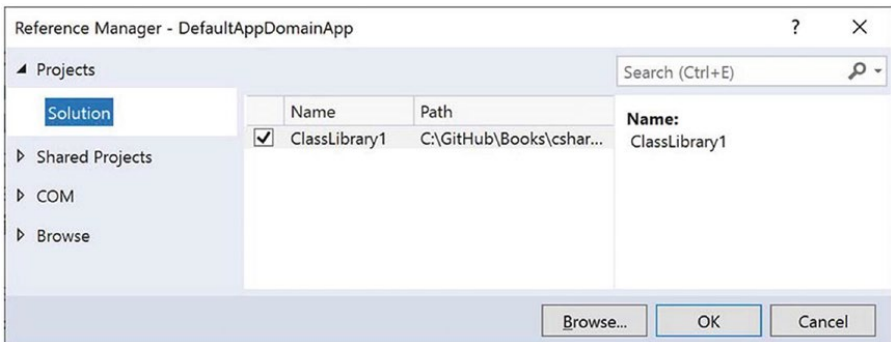 Reference Manager - DefaultAppDomainApp ? ×
Projects
Search (Ctrl+E)
Solution
Name Path
ClassLibrary1 C:\GitHub\Books\cshar...
Name:
ClassLibrary1
Shared Projects
COM
Browse
Browse... OK Cancel